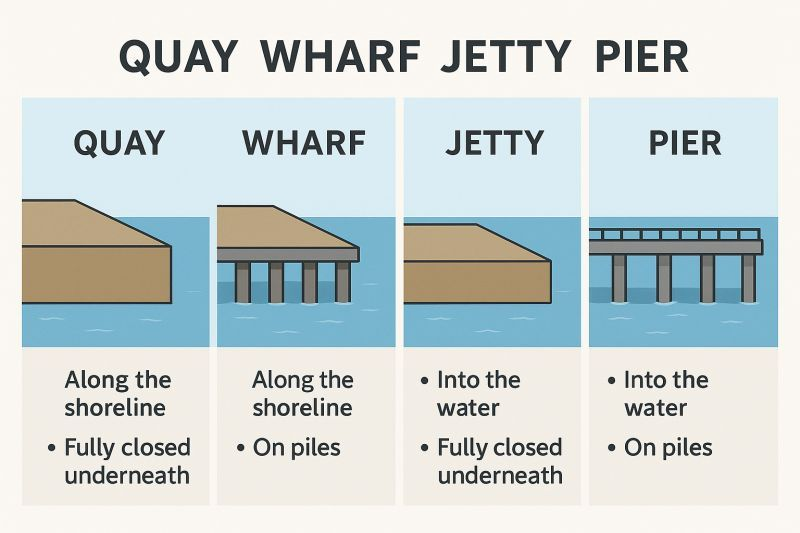 QUAY WHARF JETTY PIER
QUAY
Along the
shoreline
• Fully closed
underneath
WHARF
Along the
shoreline
• On piles
JETTY
• Into the
water
• Fully closed
underneath
PIER
• Into the
water
• On piles